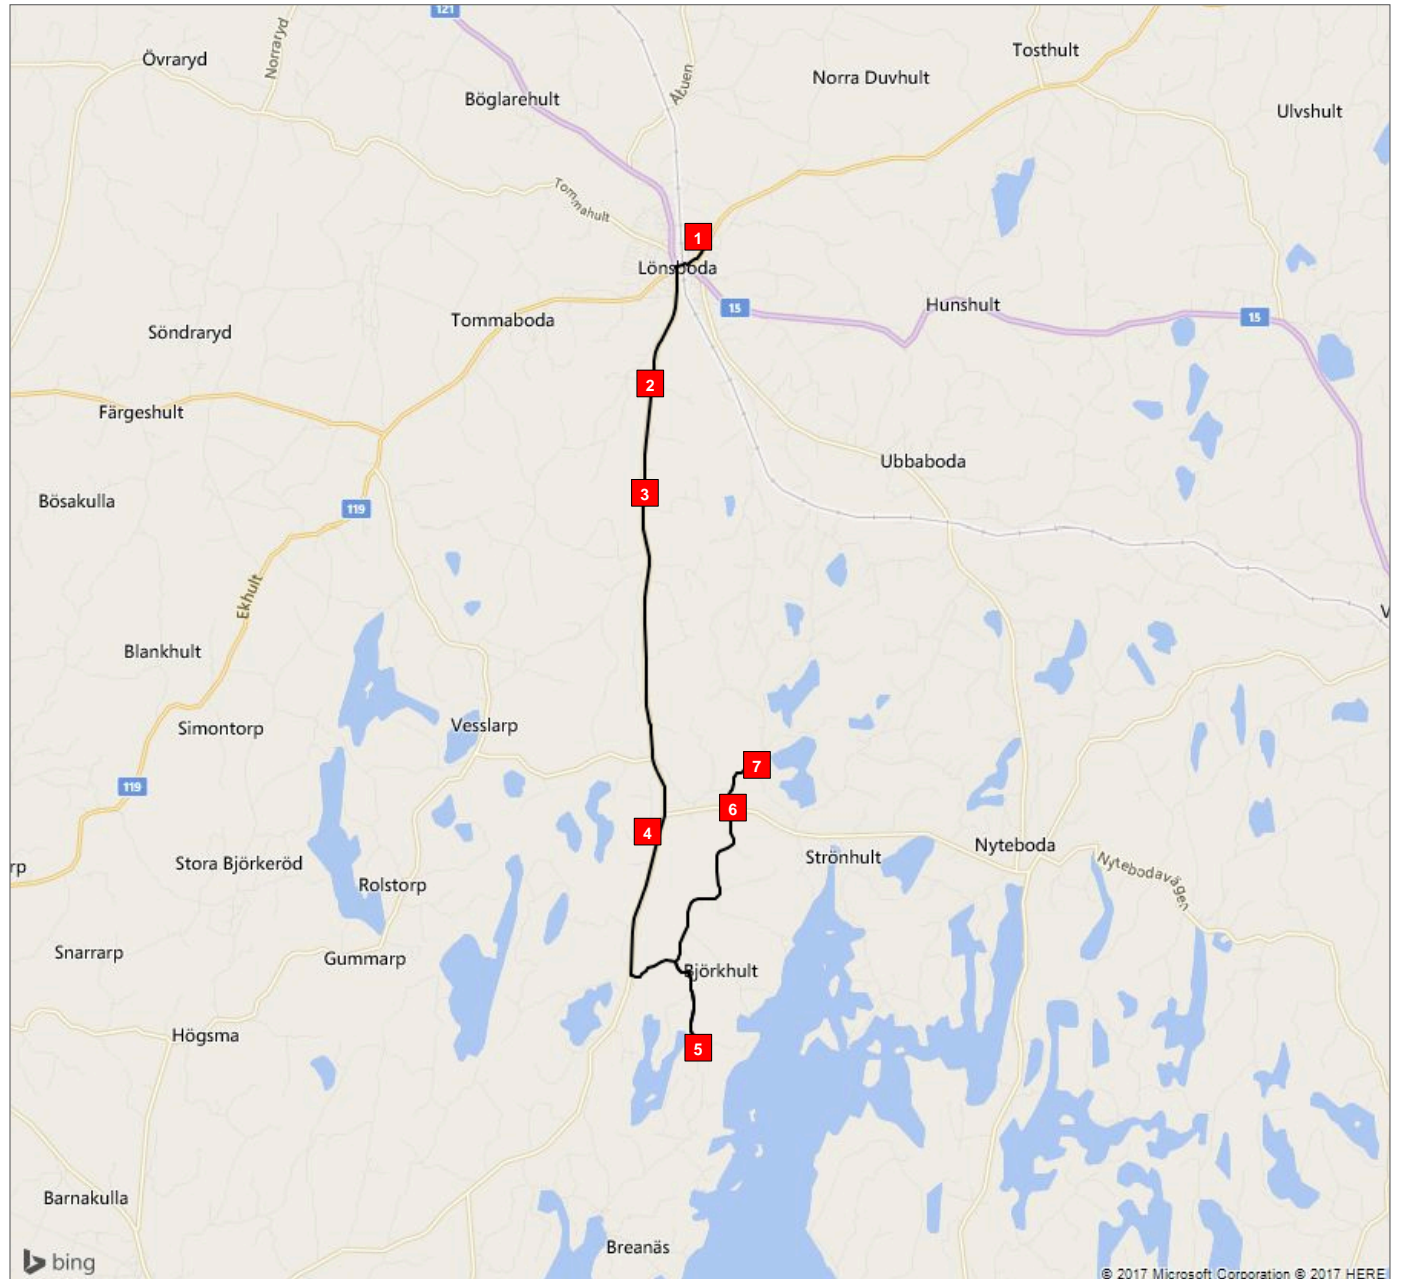 121
Övraryd
Norraryd
Böglarehult
Åbuen
Norra Duvhult
Tosthult
Ulvshult
Tommahult
1
Lönsboda
15
Hunshult
15
Tommaboda
Söndraryd
2
Färgeshult
Ubbaboda
Bösakulla
3
119
Ekhult
V
Blankhult
Simontorp
Vesslarp
7
119
6
4
Nyteboda
Strönhult
rp
Stora Björkeröd
Rolstorp
Nytebodavägen
Snarrarp
Gummarp
Björkhult
Högsma
5
Barnakulla
Breanäs
bing
© 2017 Microsoft Corporation © 2017 HERE